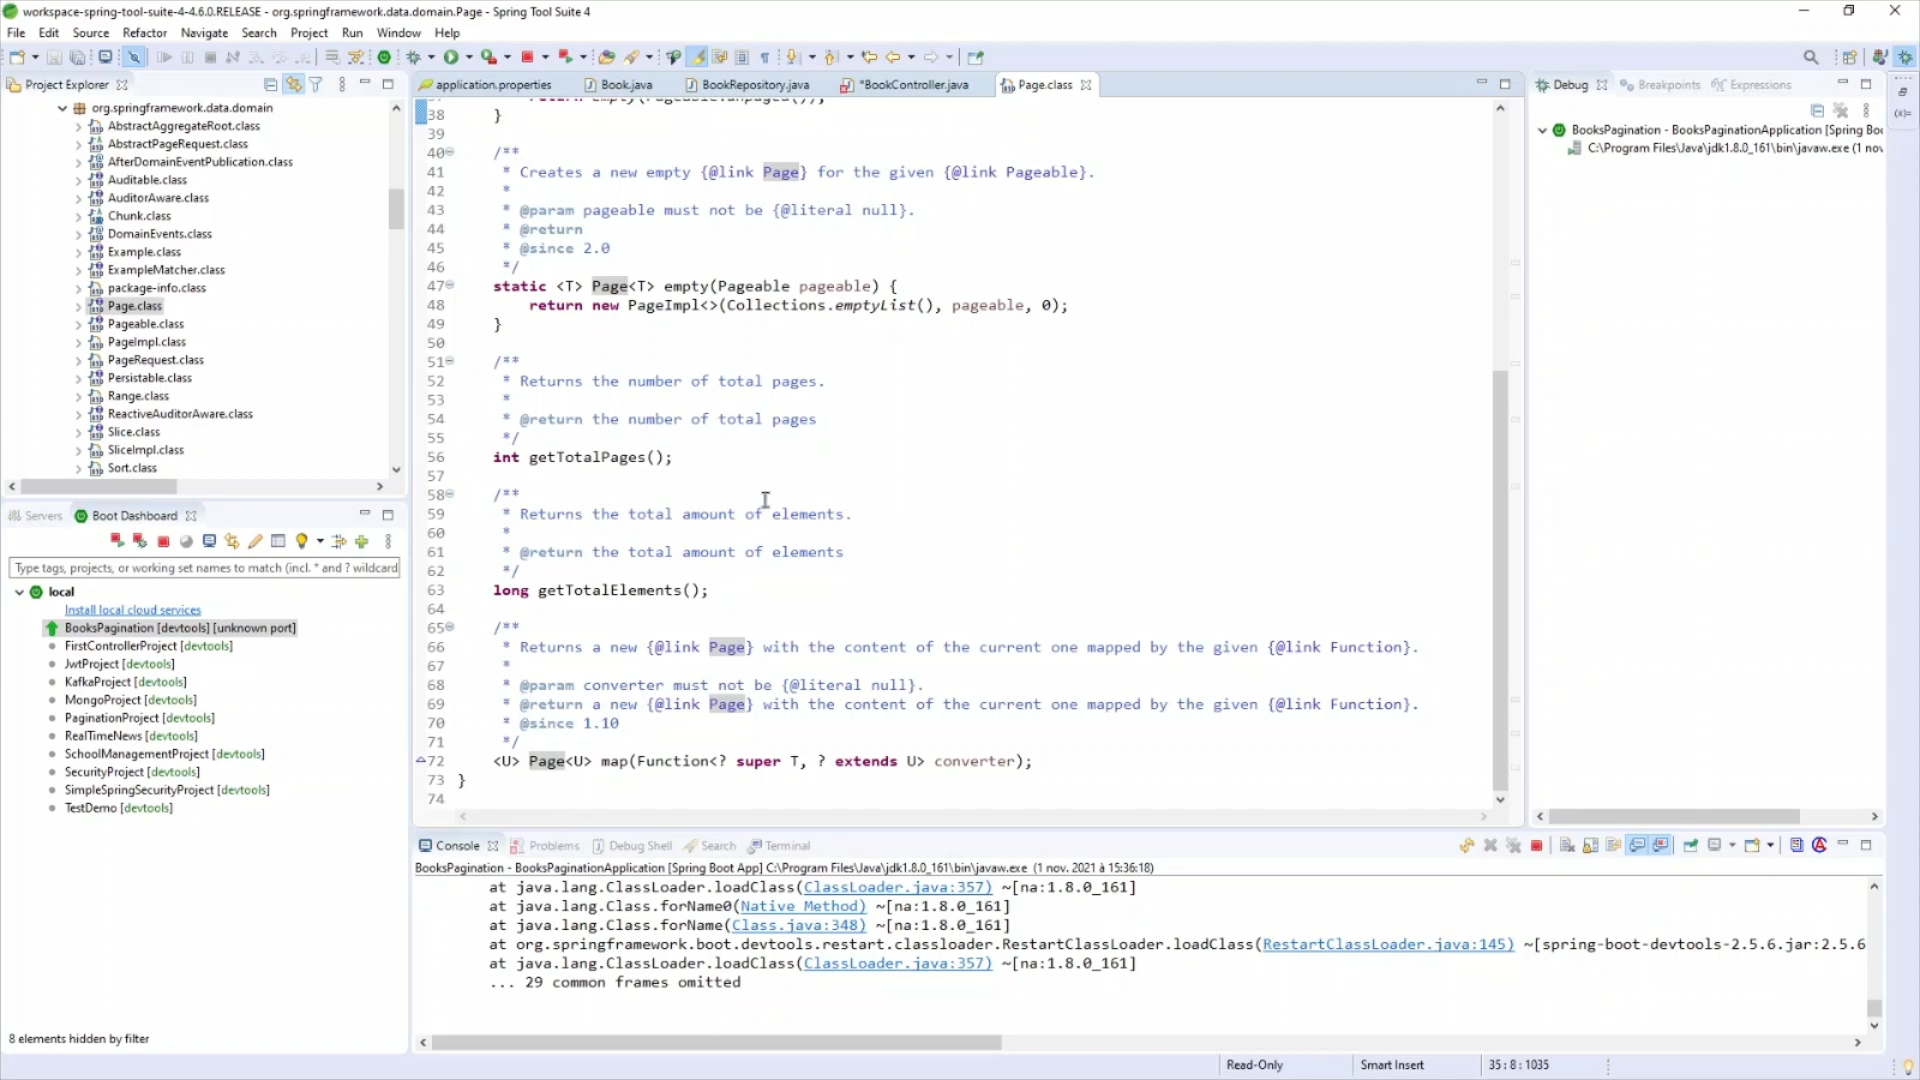 workspace-spring-tool-suite-4-4.6.0.RELEASE - org.springframework.data.domain.Page - Spring Tool Suite 4
File Edit Source Refactor Navigate Search Project Run Window Help
Project Explorer
org.springframework.data.domain
AbstractAggregateRoot.class
AbstractPageRequest.class
AfterDomainEventPublication.class
Auditable.class
AuditorAware.class
Chunk.class
DomainEvents.class
Example.class
ExampleMatcher.class
package-info.class
Page.class
Pageable.class
PageImpl.class
PageRequest.class
Persistable.class
Range.class
ReactiveAuditorAware.class
Slice.class
SliceImpl.class
Sort.class
Servers Boot Dashboard
Type tags, projects, or working set names to match (incl. * and ? wildcard
local
Install local cloud services
BooksPagination [devtools] [unknown port]
FirstControllerProject [devtools]
JwtProject [devtools]
KafkaProject [devtools]
MongoProject [devtools]
PaginationProject [devtools]
RealTimeNews [devtools]
SchoolManagementProject [devtools]
SecurityProject [devtools]
SimpleSpringSecurityProject [devtools]
TestDemo [devtools]
8 elements hidden by filter
application.properties Book.java BookRepository.java *BookController.java Page.class
38 }
39
40 /**
41 * Creates a new empty {@link Page} for the given {@link Pageable}.
42 *
43 * @param pageable must not be {@literal null}.
44 * @return
45 * @since 2.0
46 */
47 static <T> Page<T> empty(Pageable pageable) {
48 return new PageImpl<>(Collections.emptyList(), pageable, 0);
49 }
50
51 /**
52 * Returns the number of total pages.
53 *
54 * @return the number of total pages
55 */
56 int getTotalPages();
57
58 /**
59 * Returns the total amount of elements.
60 *
61 * @return the total amount of elements
62 */
63 long getTotalElements();
64
65 /**
66 * Returns a new {@link Page} with the content of the current one mapped by the given {@link Function}.
67 *
68 * @param converter must not be {@literal null}.
69 * @return a new {@link Page} with the content of the current one mapped by the given {@link Function}.
70 * @since 1.10
71 */
72 <U> Page<U> map(Function<? super T, ? extends U> converter);
73 }
74
Debug Breakpoints Expressions
BooksPagination - BooksPaginationApplication [Spring Boo
C:\Program Files\Java\jdk1.8.0_161\bin\javaw.exe (1 nov
Console Problems Debug Shell Search Terminal
BooksPagination - BooksPaginationApplication [Spring Boot App] C:\Program Files\Java\jdk1.8.0_161\bin\javaw.exe (1 nov. 2021 à 15:36:18)
at java.lang.ClassLoader.loadClass(ClassLoader.java:357) ~[na:1.8.0_161]
at java.lang.Class.forName0(Native Method) ~[na:1.8.0_161]
at java.lang.Class.forName(Class.java:348) ~[na:1.8.0_161]
at org.springframework.boot.devtools.restart.classloader.RestartClassLoader.loadClass(RestartClassLoader.java:145) ~[spring-boot-devtools-2.5.6.jar:2.5.6
at java.lang.ClassLoader.loadClass(ClassLoader.java:357) ~[na:1.8.0_161]
... 29 common frames omitted
Read-Only Smart Insert 35 : 8 : 1035